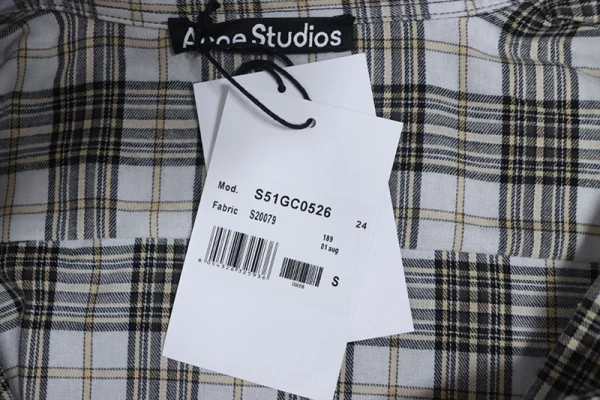 Acne Studios
Mod. S51GC0526
Fabric S20079
24
189
01 aug
S